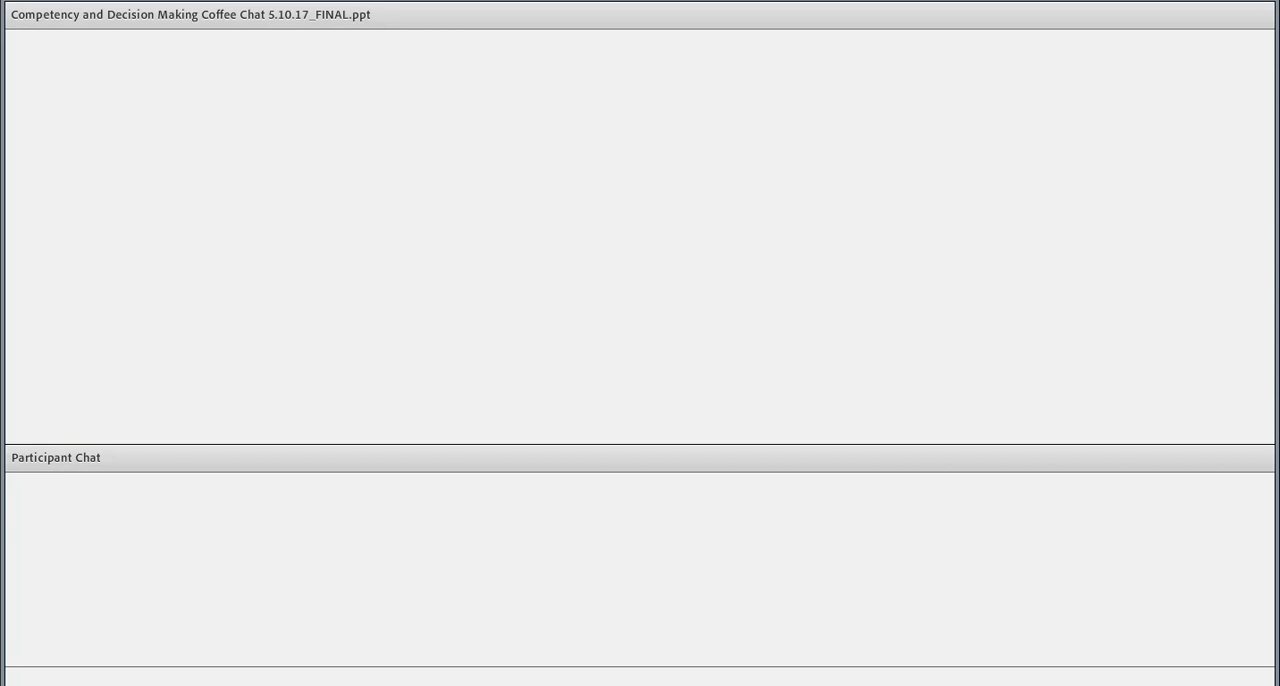 Competency and Decision Making Coffee Chat 5.10.17_FINAL.ppt
Participant Chat